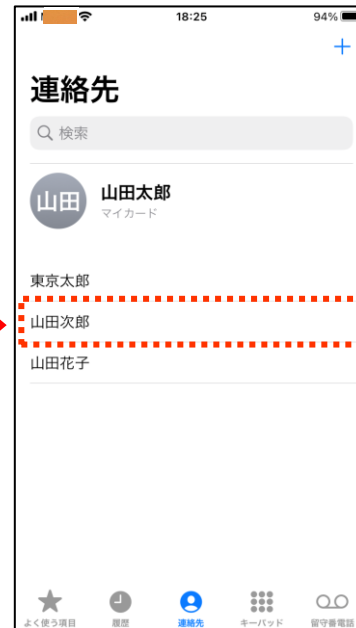 18:25
94%
連絡先
検索
山田
山田太郎
マイカード
東京太郎
山田次郎
山田花子
よく使う項目
履歴
連絡先
キーパッド
留守番電話